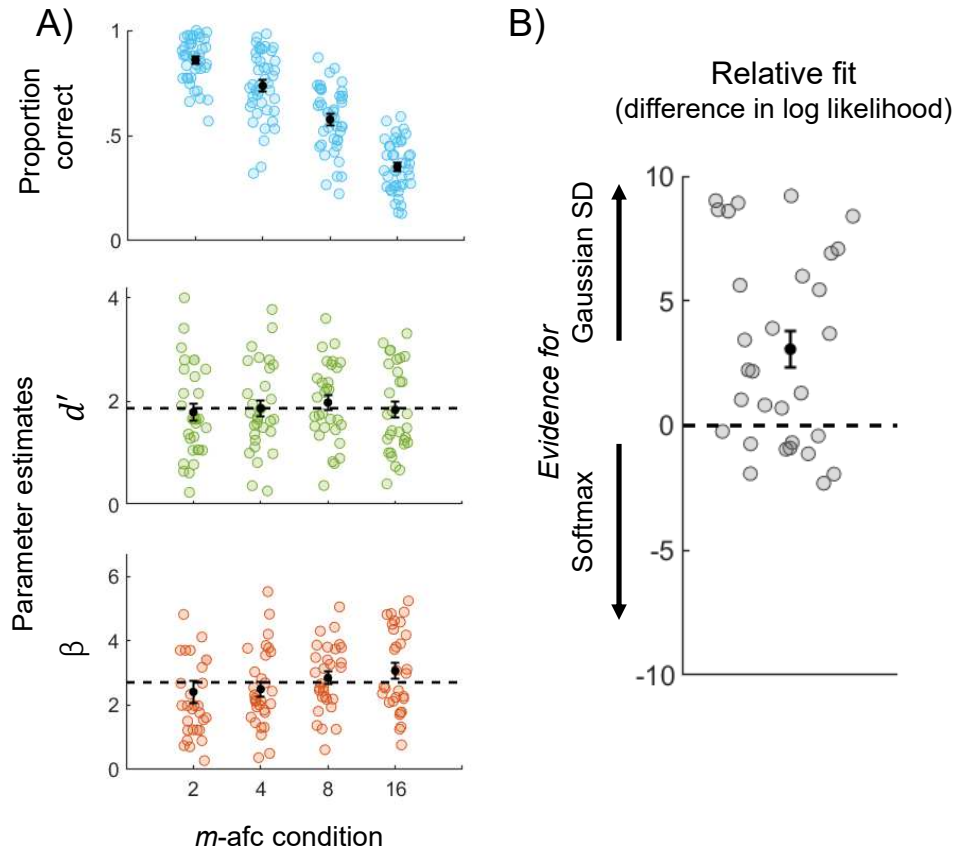 A)
Proportion
correct
1
.5
0
Parameter estimates
d′
4
2
0
β
6
4
2
0
2 4 8 16
m-afc condition
B)
Relative fit
(difference in log likelihood)
Evidence for
Gaussian SD
Softmax
10
5
0
-5
-10